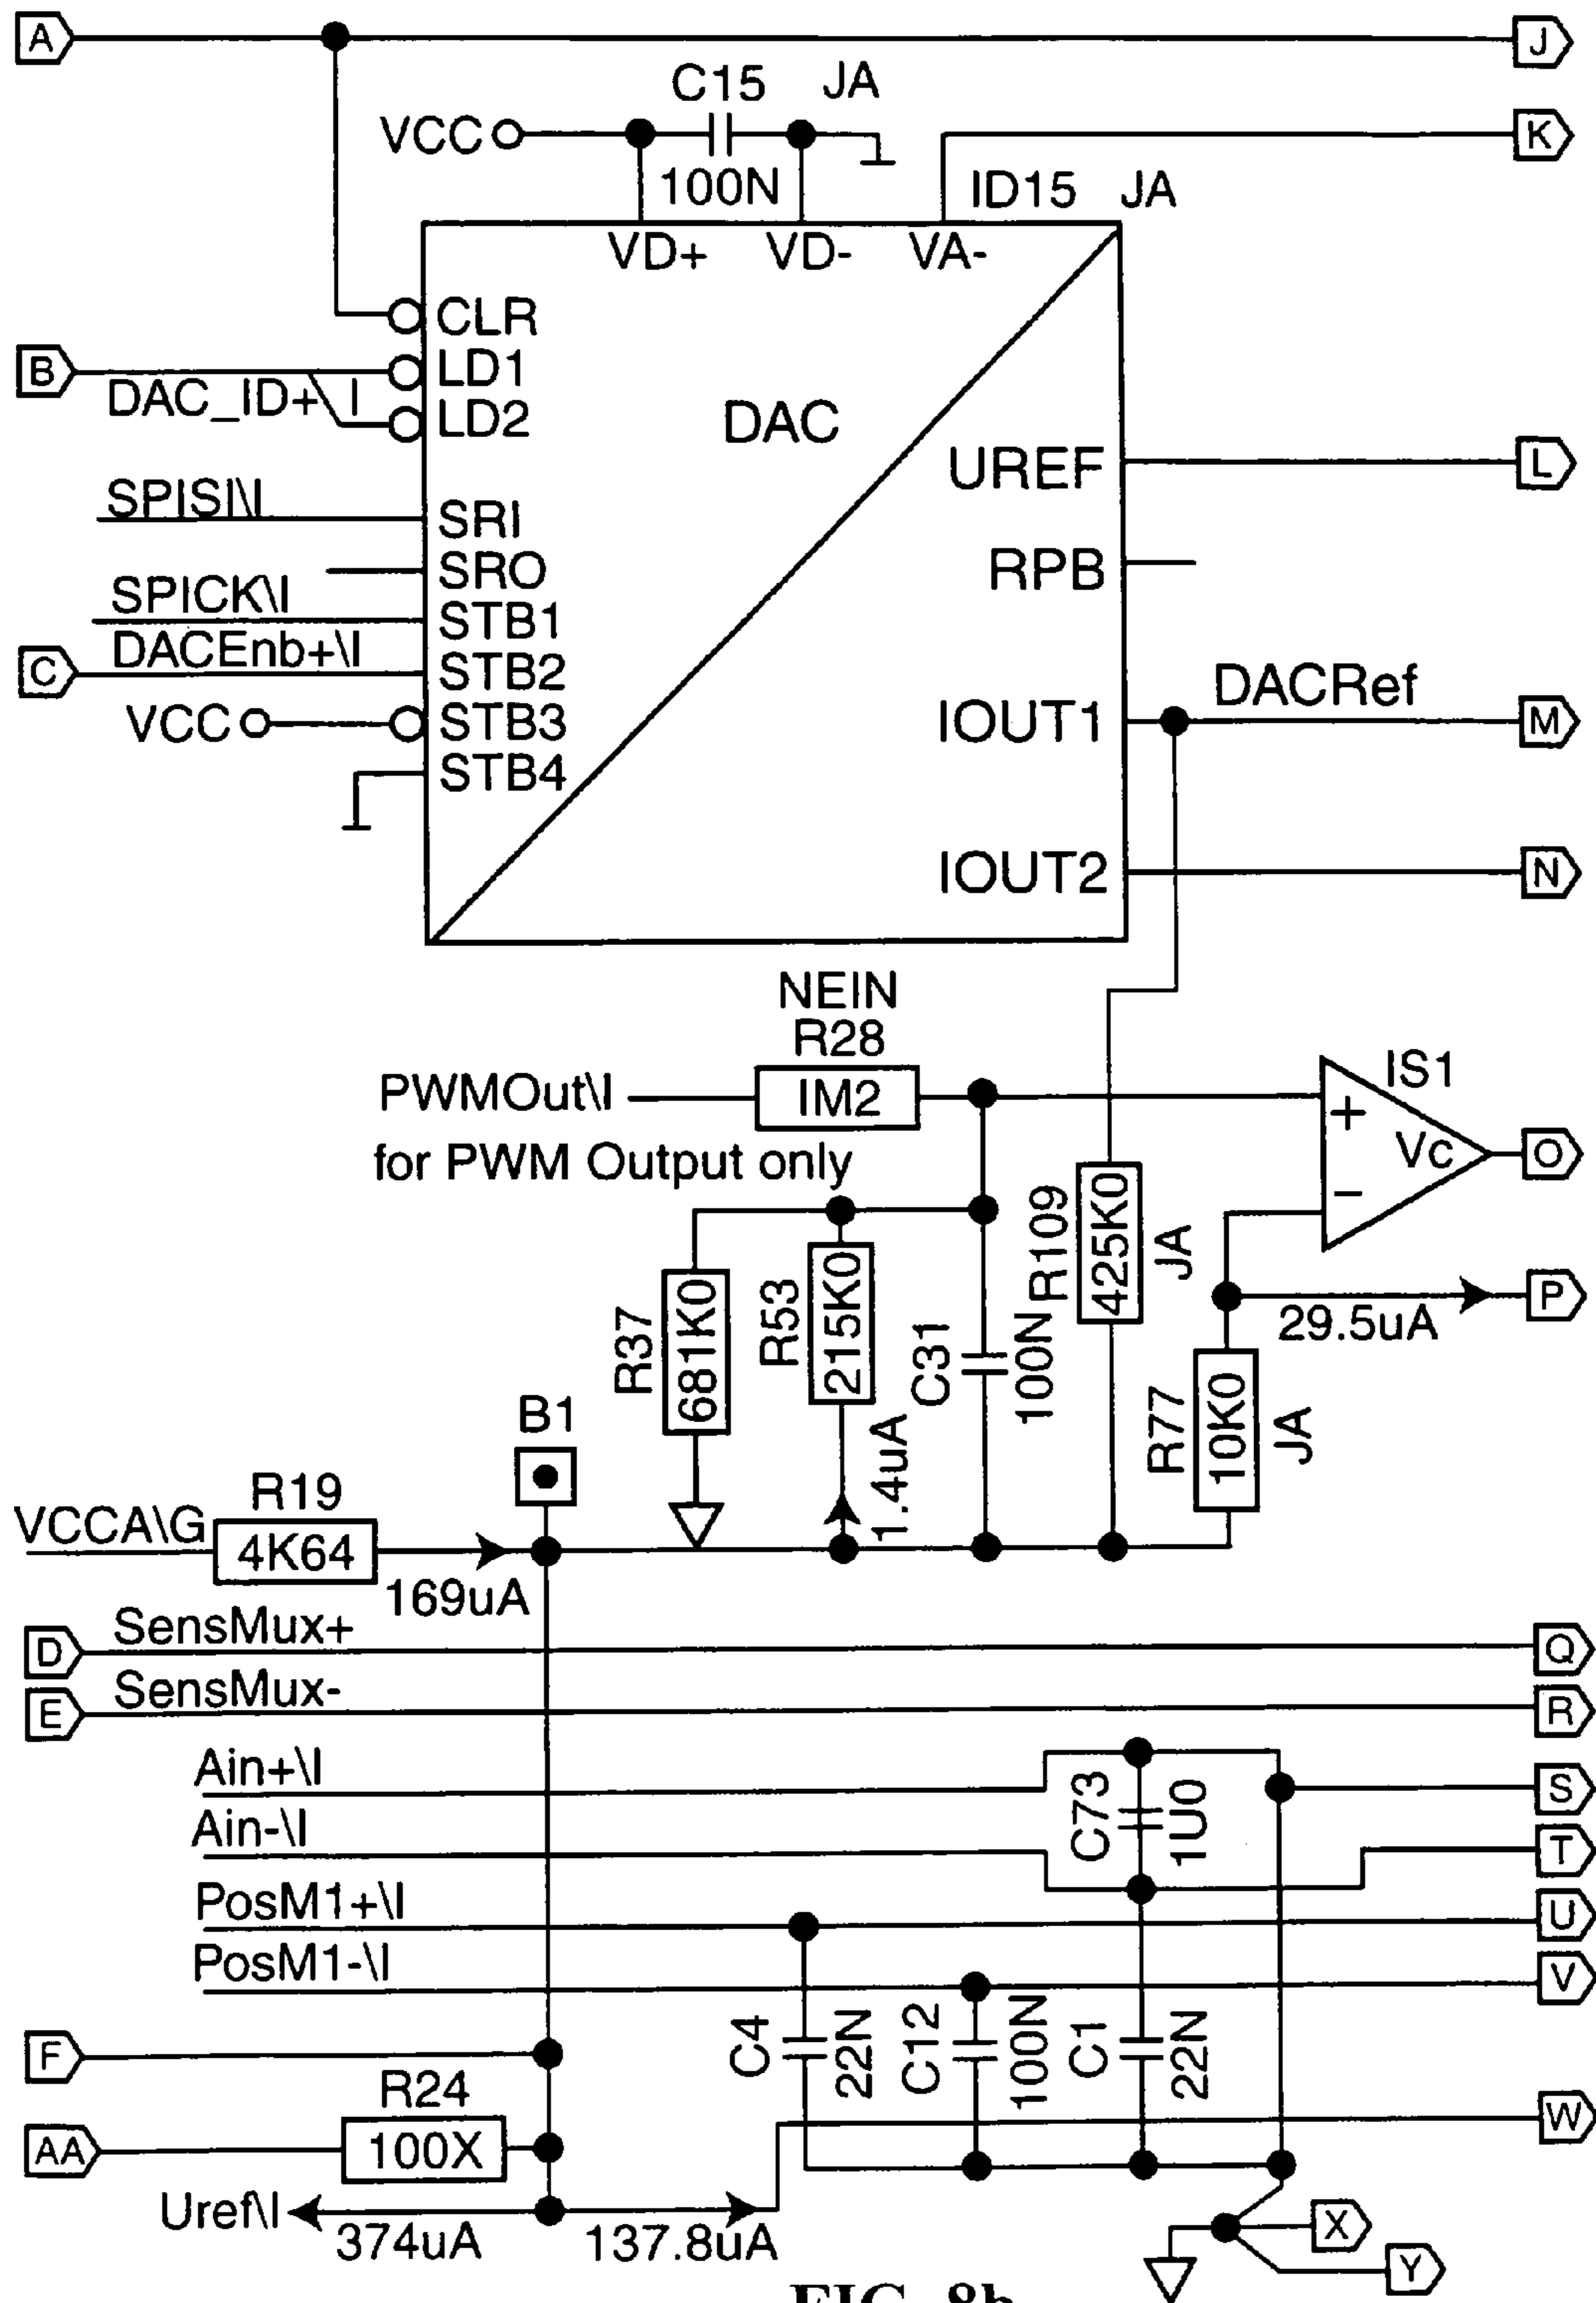 A
J
C15 JA
VCC
100N
K
ID15 JA
VD+ VD- VA-
CLR
B
DAC_ID+\I
LD1
LD2
DAC
UREF
L
SPISI\I
SRI
SRO
RPB
SPICK\I
STB1
C
DACEnb+\I
STB2
VCC
STB3
STB4
IOUT1
DACRef
M
IOUT2
N
NEIN
R28
PWMOut\I
IM2
for PWM Output only
IS1
+
Vc
−
O
R109
425K0
JA
R37
681K0
R53
215K0
C31
100N
29.5uA
P
R77
10K0
JA
B1
1.4uA
VCCA\G
R19
4K64
169uA
D
SensMux+
Q
E
SensMux-
R
Ain+\I
C73
1U0
S
Ain-\I
T
PosM1+\I
U
PosM1-\I
V
C4
22N
C12
100N
C1
22N
F
R24
AA
100X
W
Uref\I
374uA
137.8uA
X
Y
FIG. 8b